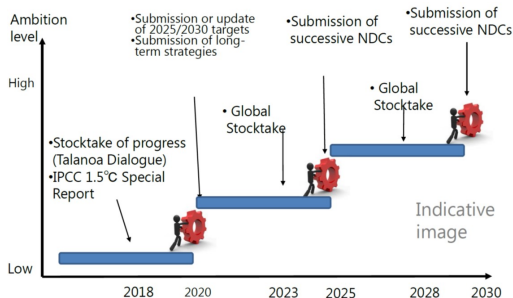 Ambition
level
•Submission or update
of 2025/2030 targets
•Submission of long-
term strategies
•Submission of
successive NDCs
•Submission of
successive NDCs
High
• Global
Stocktake
• Global
Stocktake
•Stocktake of progress
(Talanoa Dialogue)
•IPCC 1.5℃ Special
Report
Indicative
image
Low
2018
2020
2023
2025
2028
2030